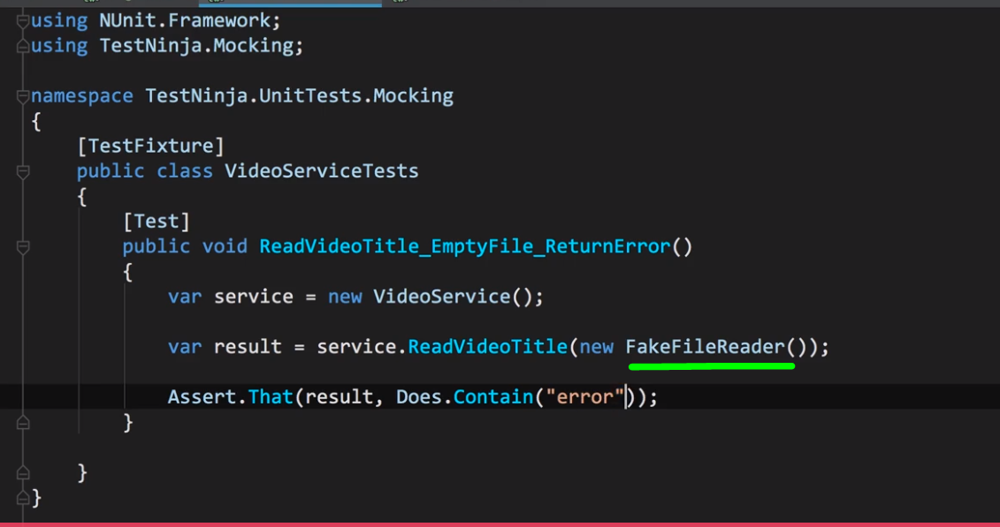 using NUnit.Framework;
using TestNinja.Mocking;
namespace TestNinja.UnitTests.Mocking
{
[TestFixture]
public class VideoServiceTests
{
[Test]
public void ReadVideoTitle_EmptyFile_ReturnError()
{
var service = new VideoService();
var result = service.ReadVideoTitle(new FakeFileReader());
Assert.That(result, Does.Contain("error"));
}
}
}